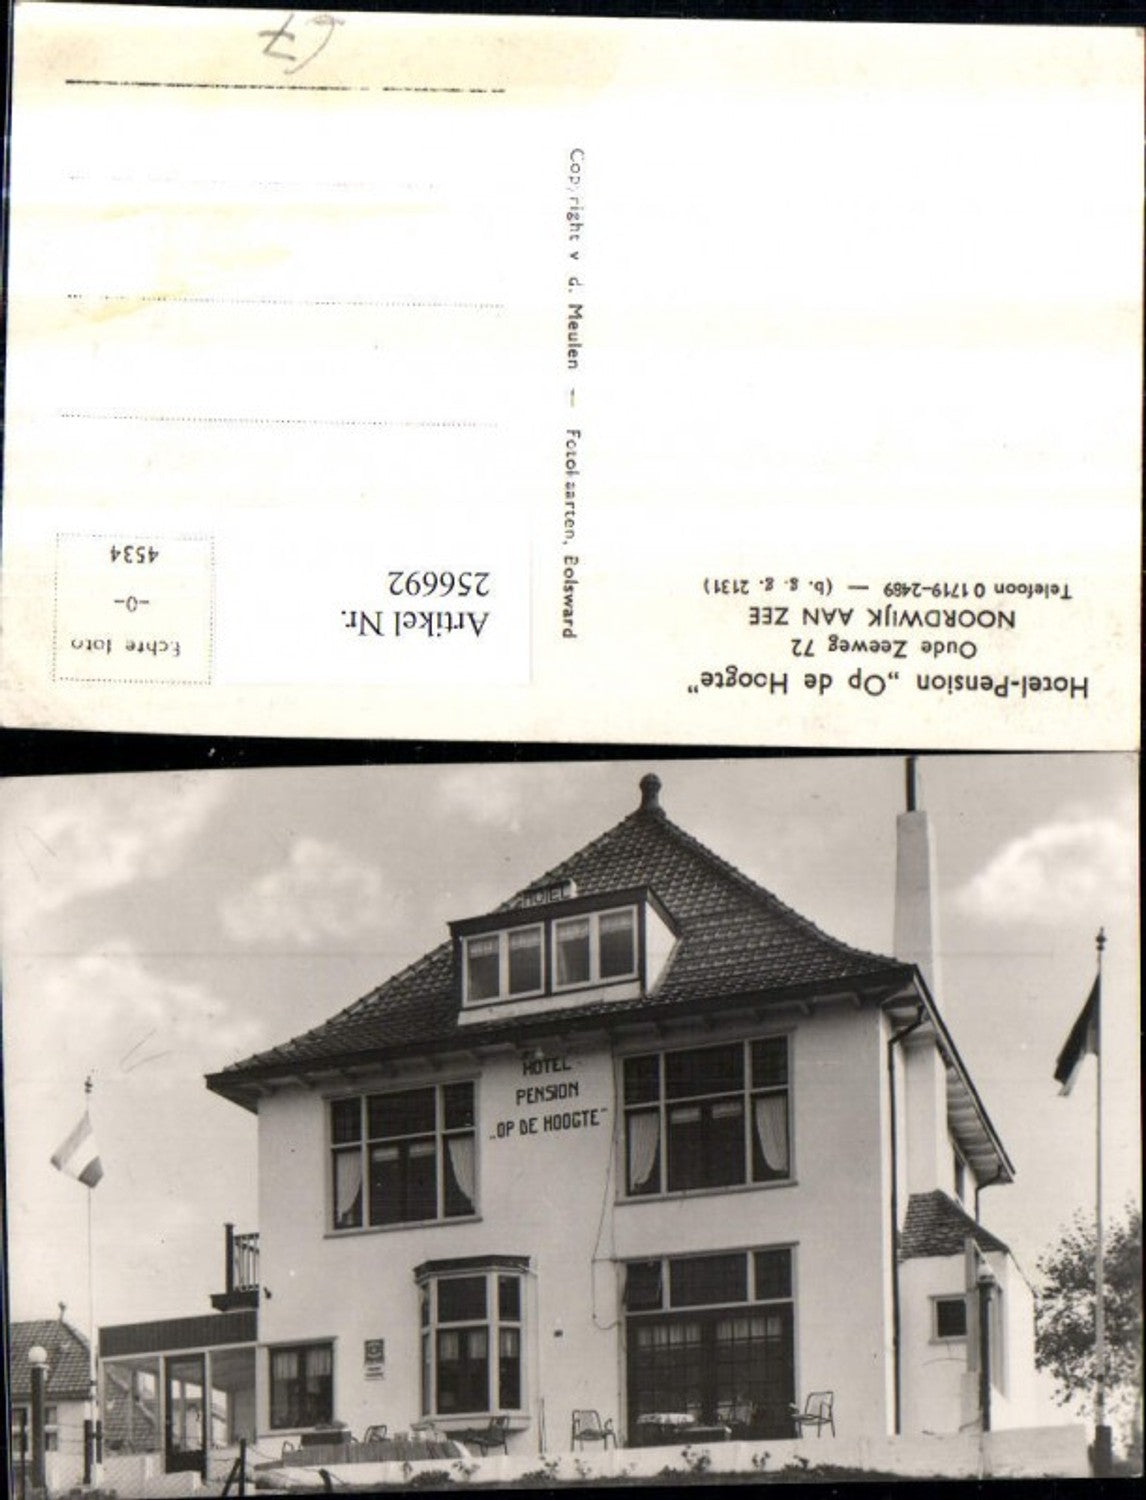 Hotel-Pension „Op de Hoogte"
Oude Zeeweg 72
NOORDWIJK AAN ZEE
Telefoon 0 1719-2489 — (b. g. g. 2131)
Copyright v. d. Meulen — Fotokaarten, Bolsward
Artikel Nr.
256692
Echte foto
-0-
4534
67
HOTEL
HOTEL
PENSION
„OP DE HOOGTE"